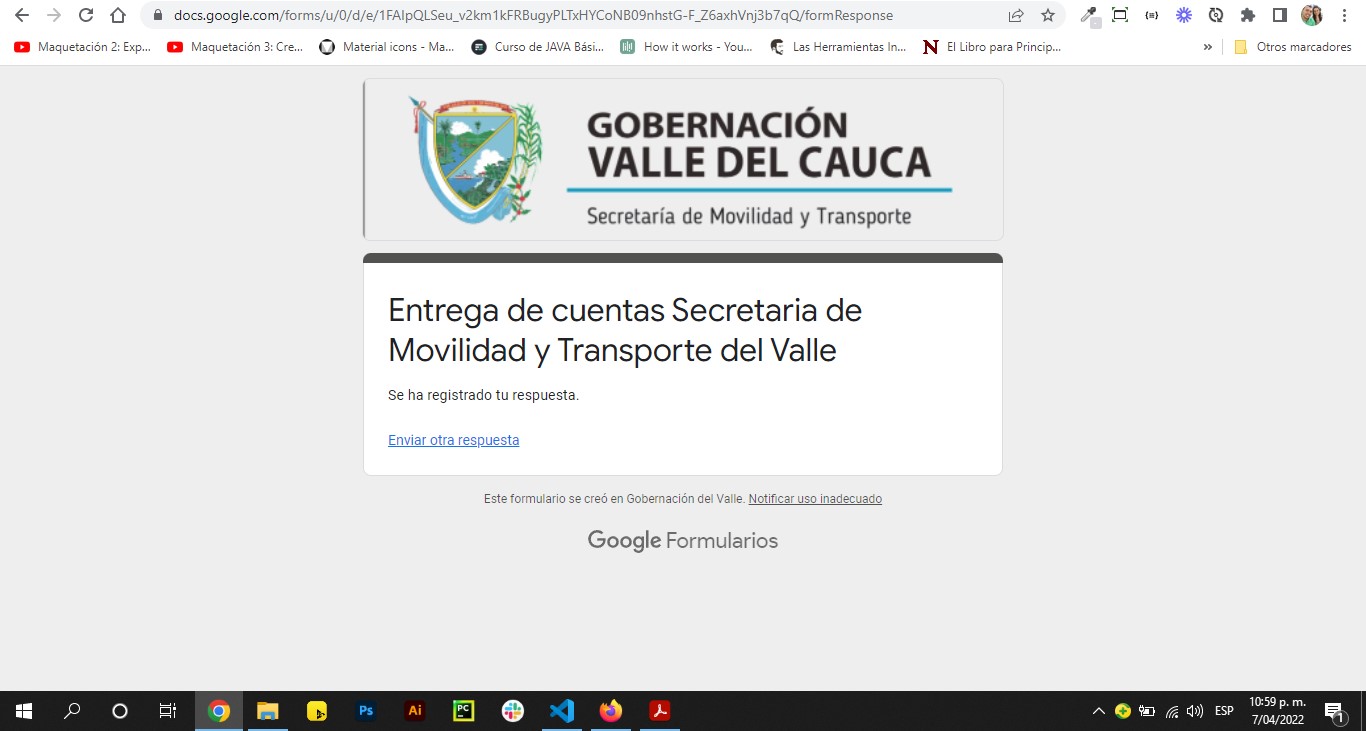 docs.google.com/forms/u/0/d/e/1FAIpQLSeu_v2km1kFRBugyPLTxHYCoNB09nhstG-F_Z6axhVnj3b7qQ/formResponse
Maquetación 2: Exp... Maquetación 3: Cre... Material icons - Ma... Curso de JAVA Bási... How it works - You... Las Herramientas In... El Libro para Princip... » Otros marcadores
GOBERNACIÓN
VALLE DEL CAUCA
Secretaría de Movilidad y Transporte
Entrega de cuentas Secretaria de
Movilidad y Transporte del Valle
Se ha registrado tu respuesta.
Enviar otra respuesta
Este formulario se creó en Gobernación del Valle. Notificar uso inadecuado
Google Formularios
Ps Ai PC ESP 10:59 p. m.
7/04/2022 1